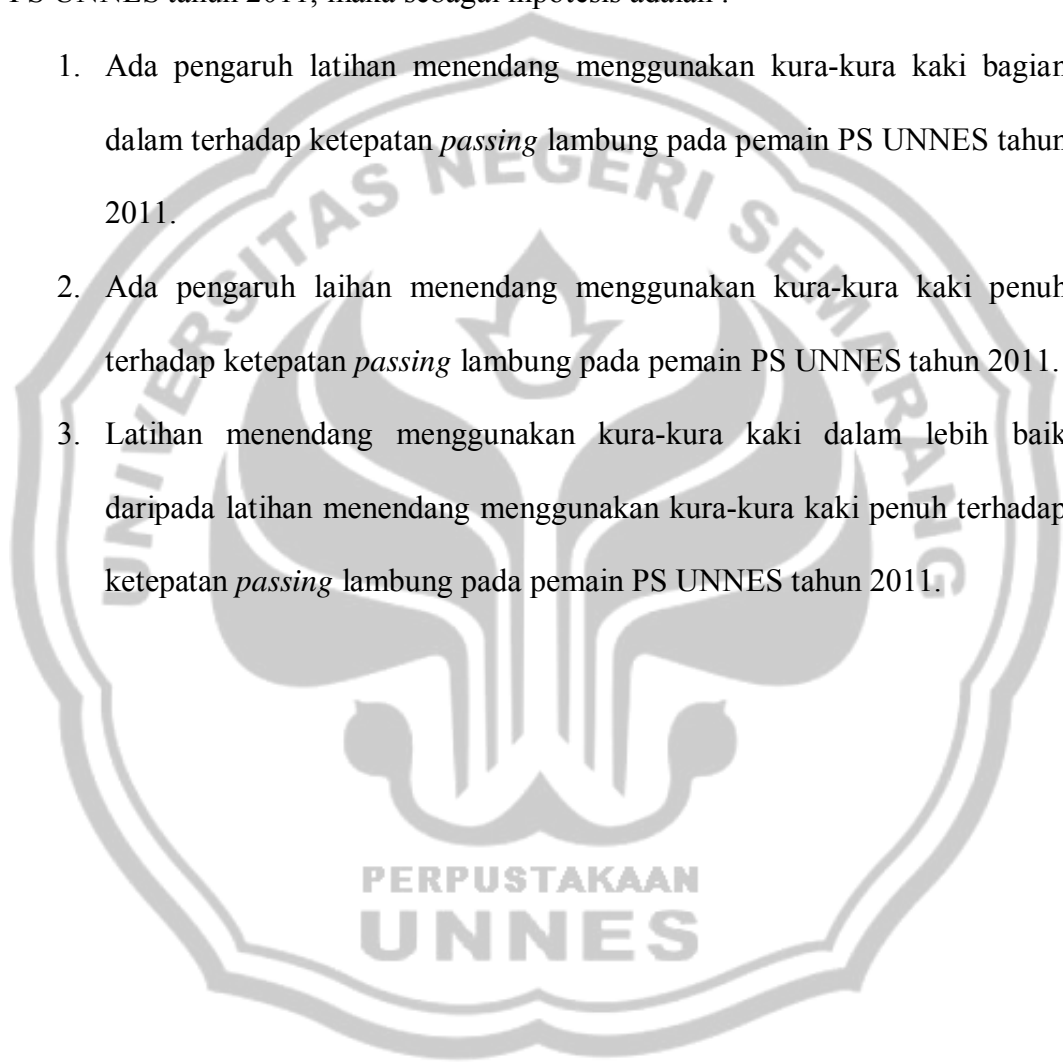 PS UNNES tahun 2011, maka sebagai hipotesis adalah :
1. Ada pengaruh latihan menendang menggunakan kura-kura kaki bagian
dalam terhadap ketepatan passing lambung pada pemain PS UNNES tahun
2011.
2. Ada pengaruh laihan menendang menggunakan kura-kura kaki penuh
terhadap ketepatan passing lambung pada pemain PS UNNES tahun 2011.
3. Latihan menendang menggunakan kura-kura kaki dalam lebih baik
daripada latihan menendang menggunakan kura-kura kaki penuh terhadap
ketepatan passing lambung pada pemain PS UNNES tahun 2011.
UNIVERSITAS NEGERI SEMARANG
PERPUSTAKAAN
UNNES